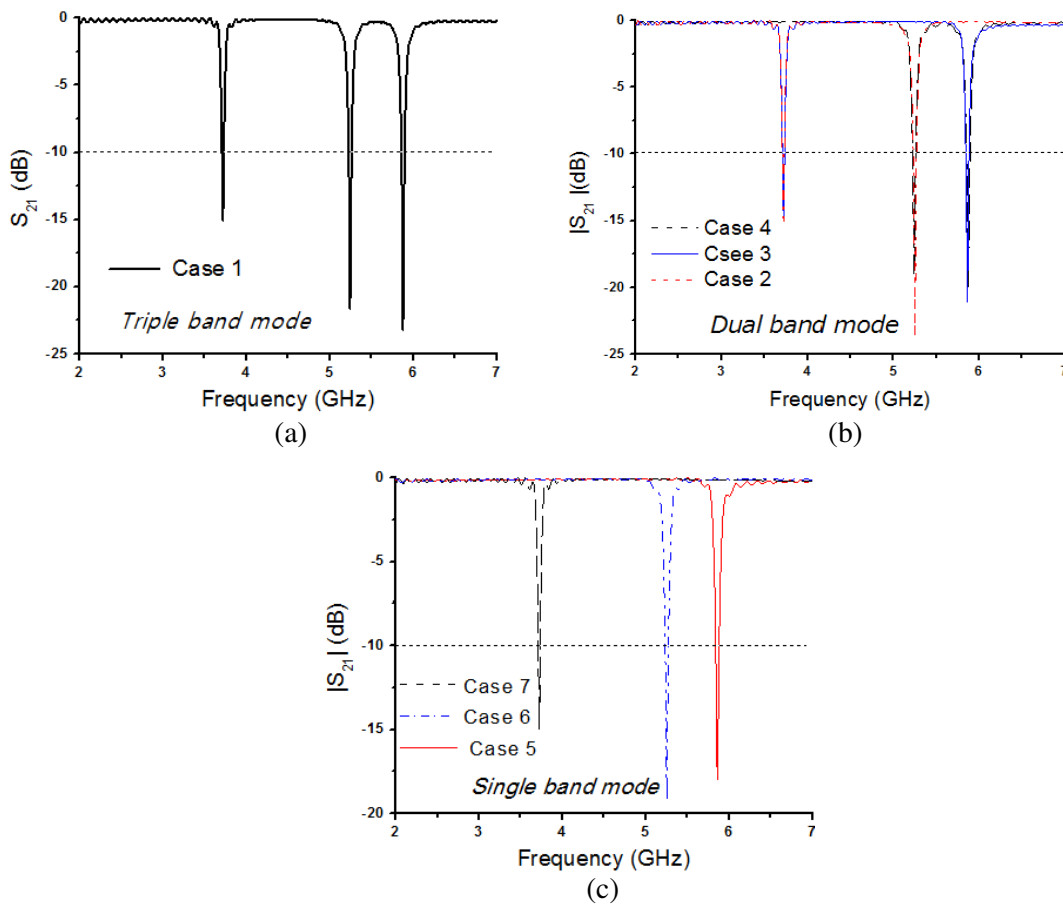 0
-5
-10
-15
-20
-25
S21 (dB)
Case 1
Triple band mode
2 3 4 5 6 7
Frequency (GHz)
(a)
0
-5
-10
-15
-20
-25
|S21 |(dB)
Case 4
Csee 3
Case 2
Dual band mode
2 3 4 5 6 7
Frequency (GHz)
(b)
0
-5
-10
-15
-20
|S21| (dB)
Case 7
Case 6
Case 5
Single band mode
2 3 4 5 6 7
Frequency (GHz)
(c)